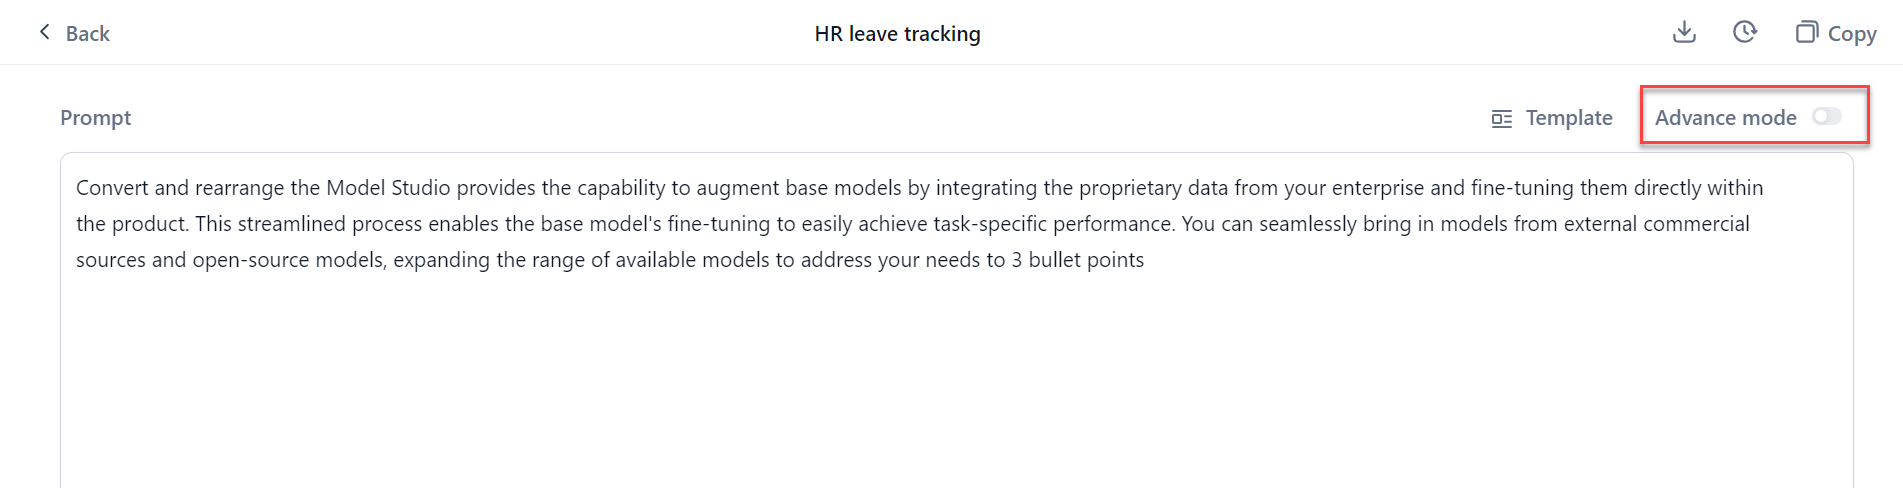 Back
HR leave tracking
Copy
Prompt
Template
Advance mode
Convert and rearrange the Model Studio provides the capability to augment base models by integrating the proprietary data from your enterprise and fine-tuning them directly within
the product. This streamlined process enables the base model's fine-tuning to easily achieve task-specific performance. You can seamlessly bring in models from external commercial
sources and open-source models, expanding the range of available models to address your needs to 3 bullet points